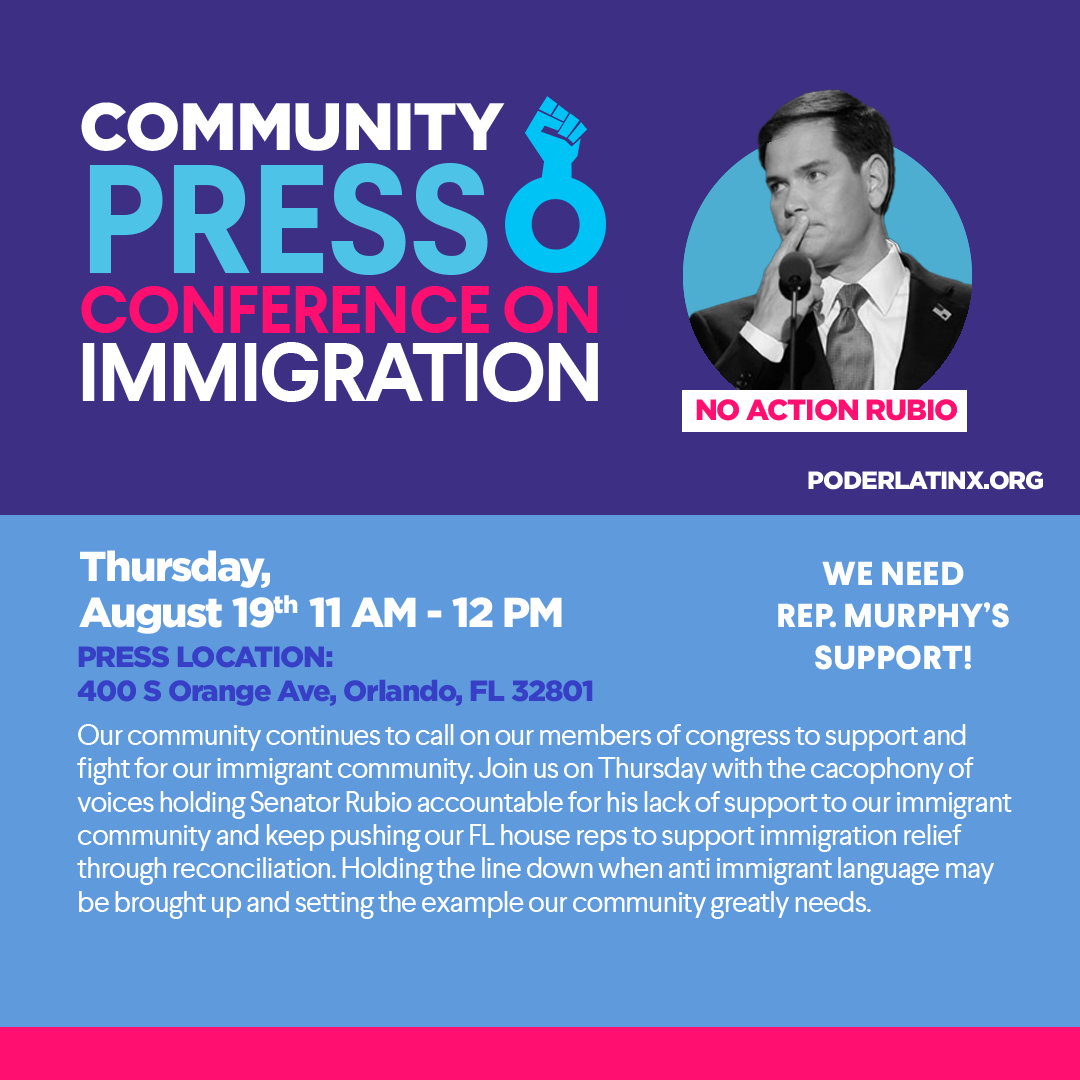 COMMUNITY
PRESS
CONFERENCE ON
IMMIGRATION
NO ACTION RUBIO
PODERLATINX.ORG
Thursday,
August 19th 11 AM - 12 PM
PRESS LOCATION:
400 S Orange Ave, Orlando, FL 32801
WE NEED
REP. MURPHY'S
SUPPORT!
Our community continues to call on our members of congress to support and
fight for our immigrant community. Join us on Thursday with the cacophony of
voices holding Senator Rubio accountable for his lack of support to our immigrant
community and keep pushing our FL house reps to support immigration relief
through reconciliation. Holding the line down when anti immigrant language may
be brought up and setting the example our community greatly needs.